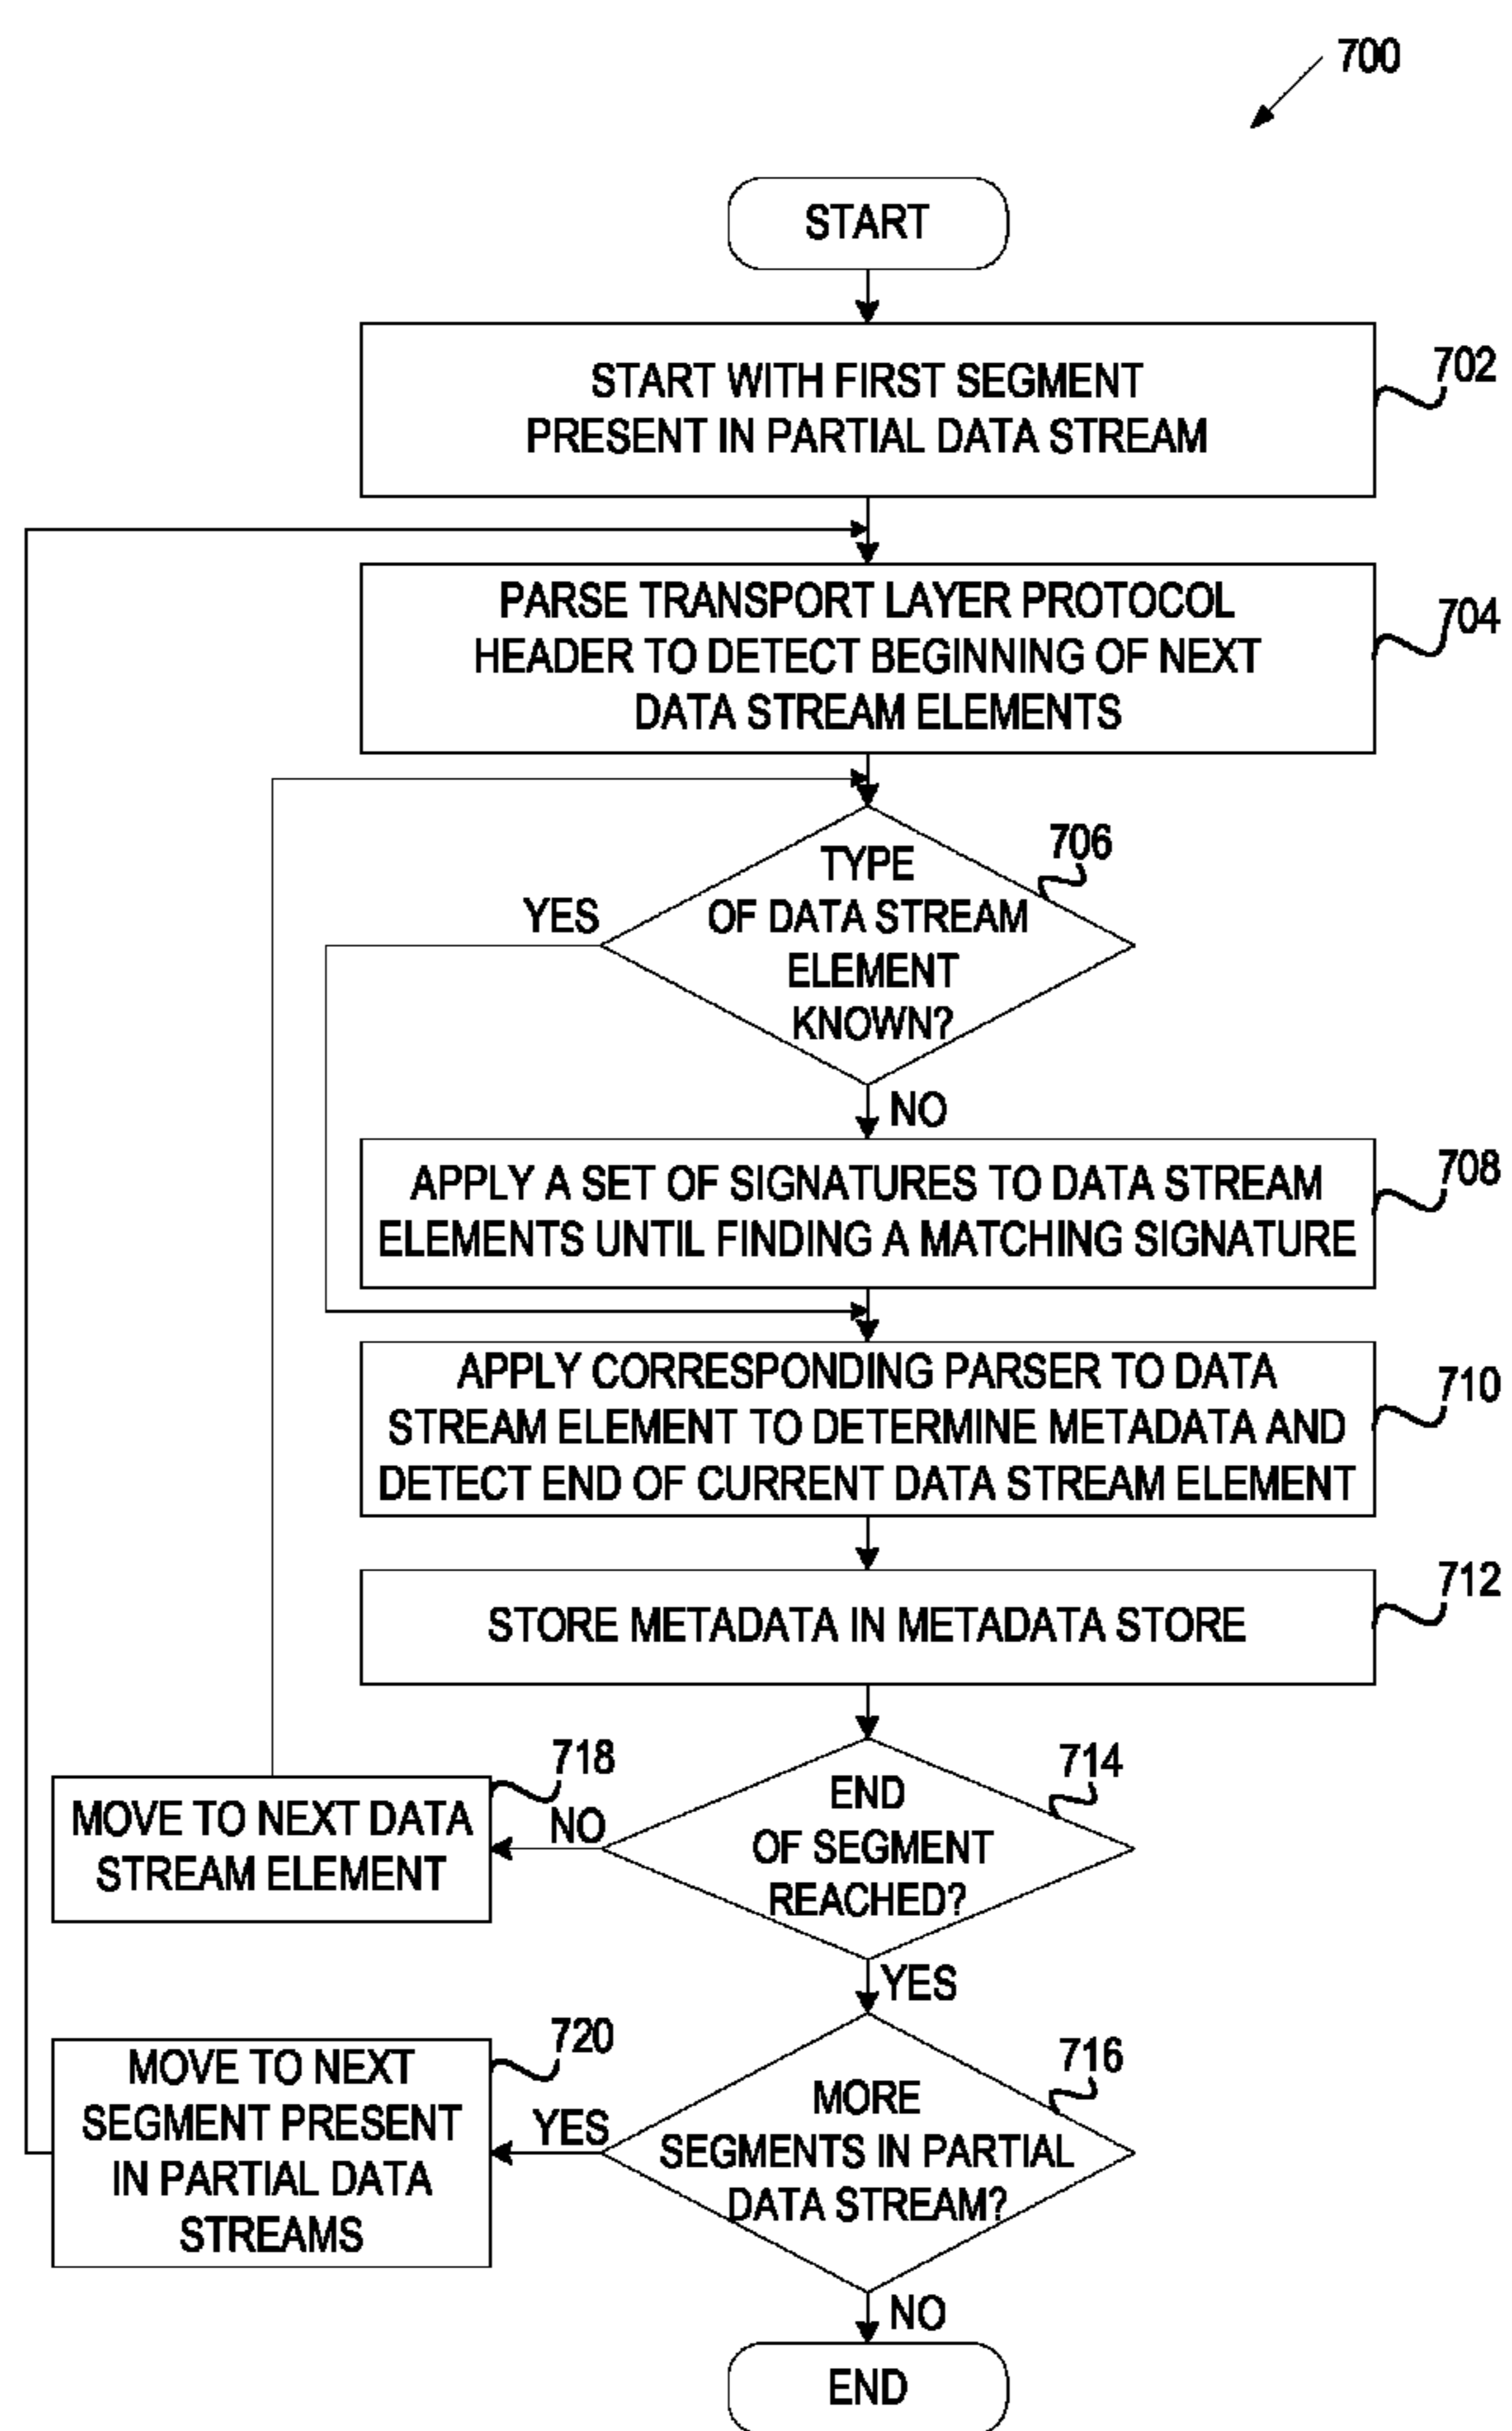 700
START
START WITH FIRST SEGMENT
PRESENT IN PARTIAL DATA STREAM
702
PARSE TRANSPORT LAYER PROTOCOL
HEADER TO DETECT BEGINNING OF NEXT
DATA STREAM ELEMENTS
704
TYPE
OF DATA STREAM
ELEMENT
KNOWN?
706
YES
NO
APPLY A SET OF SIGNATURES TO DATA STREAM
ELEMENTS UNTIL FINDING A MATCHING SIGNATURE
708
APPLY CORRESPONDING PARSER TO DATA
STREAM ELEMENT TO DETERMINE METADATA AND
DETECT END OF CURRENT DATA STREAM ELEMENT
710
STORE METADATA IN METADATA STORE
712
END
OF SEGMENT
REACHED?
714
NO
MOVE TO NEXT DATA
STREAM ELEMENT
718
YES
MORE
SEGMENTS IN PARTIAL
DATA STREAM?
716
YES
MOVE TO NEXT
SEGMENT PRESENT
IN PARTIAL DATA
STREAMS
720
NO
END